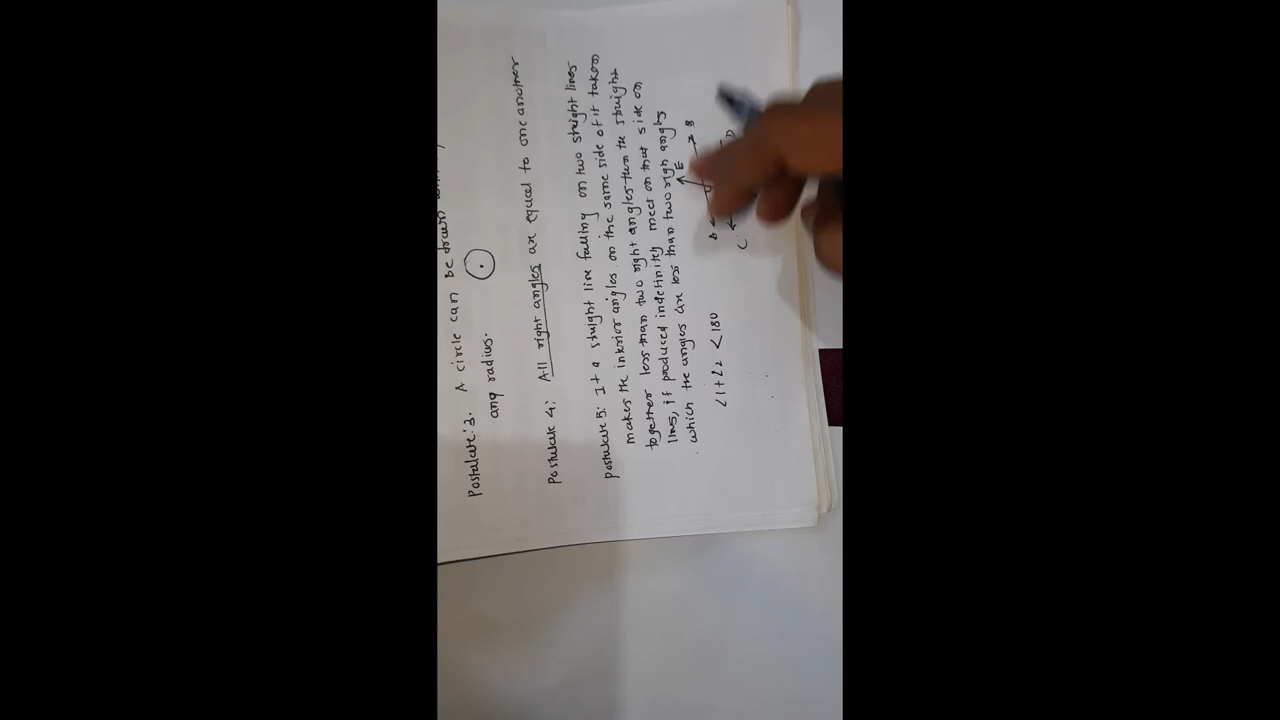 Postulate:3. A circle can be drawn
any radius.
Postulate 4: All right angles are equal to one another
postulate 5: It a straight line falling on two straight lines
makes the interior angles on the same side of it taken
together less than two right angles then the straight
lines, if produced indefinitely meet on that side on
which the angles are less than two righ angles
<1+<2 <180
E
B
D
C